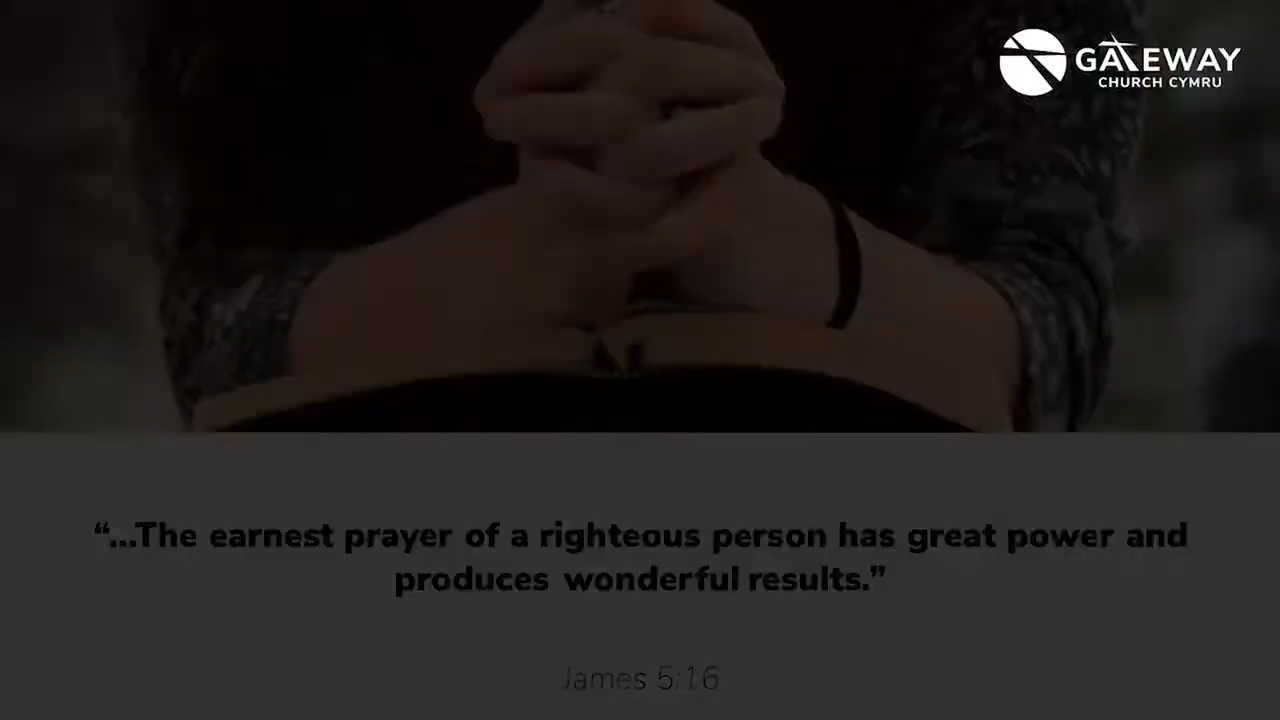 GATEWAY
CHURCH CYMRU
“...The earnest prayer of a righteous person has great power and
produces wonderful results.”
James 5:16